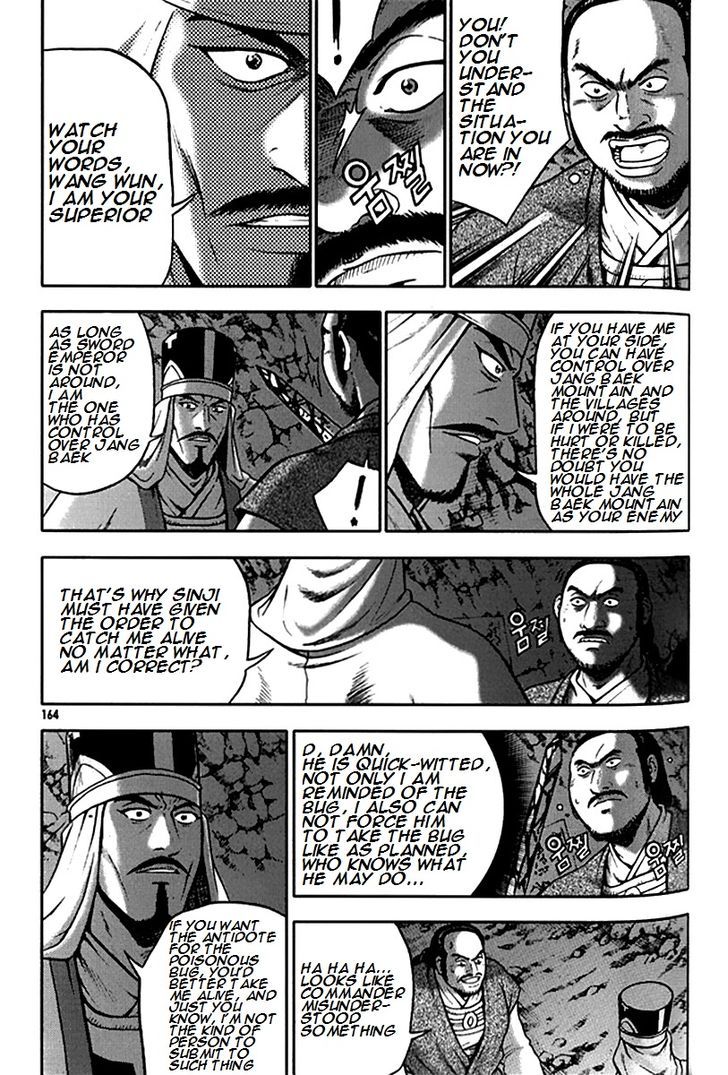 YOU!
DON'T
YOU
UNDER-
STAND
THE
SITUA-
TION YOU
ARE IN
NOW?!
!
움찔
WATCH
YOUR
WORDS,
WANG WUN,
I AM YOUR
SUPERIOR
IF YOU HAVE ME
AT YOUR SIDE,
YOU CAN HAVE
CONTROL OVER
JANG BAEK
MOUNTAIN AND
THE VILLAGES
AROUND, BUT
IF I WERE TO BE
HURT OR KILLED,
THERE'S NO
DOUBT YOU
WOULD HAVE THE
WHOLE JANG
BAEK MOUNTAIN
AS YOUR ENEMY
AS LONG
AS SWORD
EMPEROR
IS NOT
AROUND,
I AM
THE ONE
WHO HAS
CONTROL
OVER JANG
BAEK
!
움찔
THAT'S WHY SINJI
MUST HAVE GIVEN
THE ORDER TO
CATCH ME ALIVE
NO MATTER WHAT,
AM I CORRECT?
164
D, DAMN,
HE IS QUICK-WITTED,
NOT ONLY I AM
REMINDED OF THE
BUG, I ALSO CAN
NOT FORCE HIM
TO TAKE THE BUG
LIKE AS PLANNED,
WHO KNOWS WHAT
HE MAY DO...
움찔
움찔
HA HA HA...
LOOKS LIKE
COMMANDER
MISUNDER-
STOOD
SOMETHING
IF YOU WANT
THE ANTIDOTE
FOR THE
POISONOUS
BUG, YOU'D
BETTER TAKE
ME ALIVE, AND
JUST YOU
KNOW, I'M NOT
THE KIND OF
PERSON TO
SUBMIT TO
SUCH THING